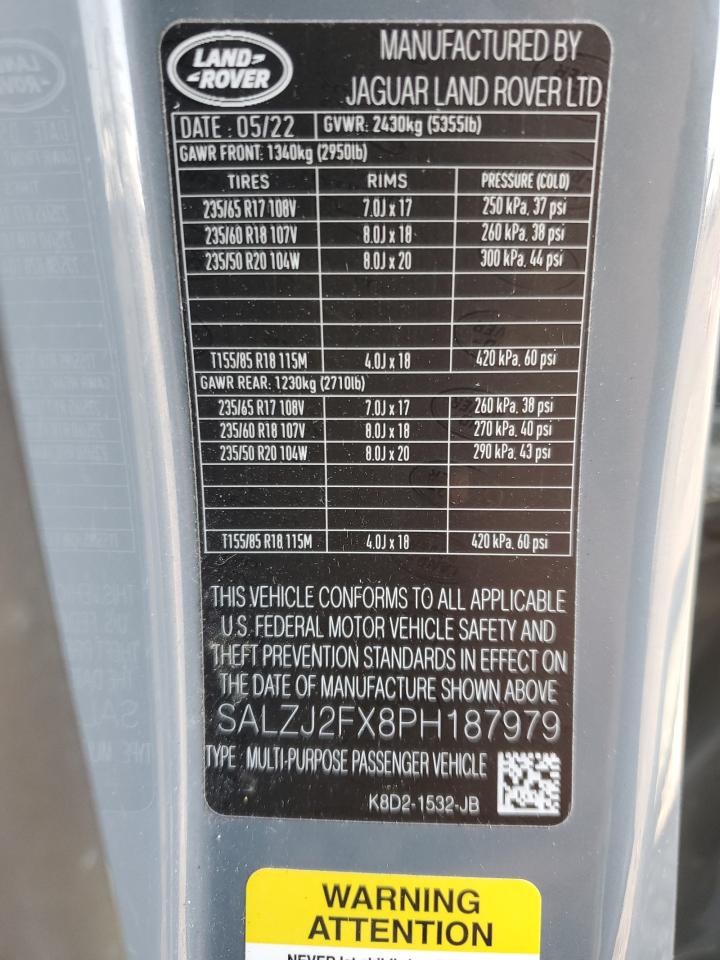 LAND-
-ROVER
MANUFACTURED BY
JAGUAR LAND ROVER LTD
DATE : 05/22 GVWR: 2430kg (5355lb)
GAWR FRONT: 1340kg (2950lb)
TIRES RIMS PRESSURE (COLD)
235/65 R17 108V 7.0J x 17 250 kPa, 37 psi
235/60 R18 107V 8.0J x 18 260 kPa, 38 psi
235/50 R20 104W 8.0J x 20 300 kPa, 44 psi
T155/85 R18 115M 4.0J x 18 420 kPa, 60 psi
GAWR REAR: 1230kg (2710lb)
235/65 R17 108V 7.0J x 17 260 kPa, 38 psi
235/60 R18 107V 8.0J x 18 270 kPa, 40 psi
235/50 R20 104W 8.0J x 20 290 kPa, 43 psi
T155/85 R18 115M 4.0J x 18 420 kPa, 60 psi
THIS VEHICLE CONFORMS TO ALL APPLICABLE
U.S. FEDERAL MOTOR VEHICLE SAFETY AND
THEFT PREVENTION STANDARDS IN EFFECT ON
THE DATE OF MANUFACTURE SHOWN ABOVE
SALZJ2FX8PH187979
TYPE : MULTI-PURPOSE PASSENGER VEHICLE
K8D2-1532-JB
WARNING
ATTENTION
NEVER